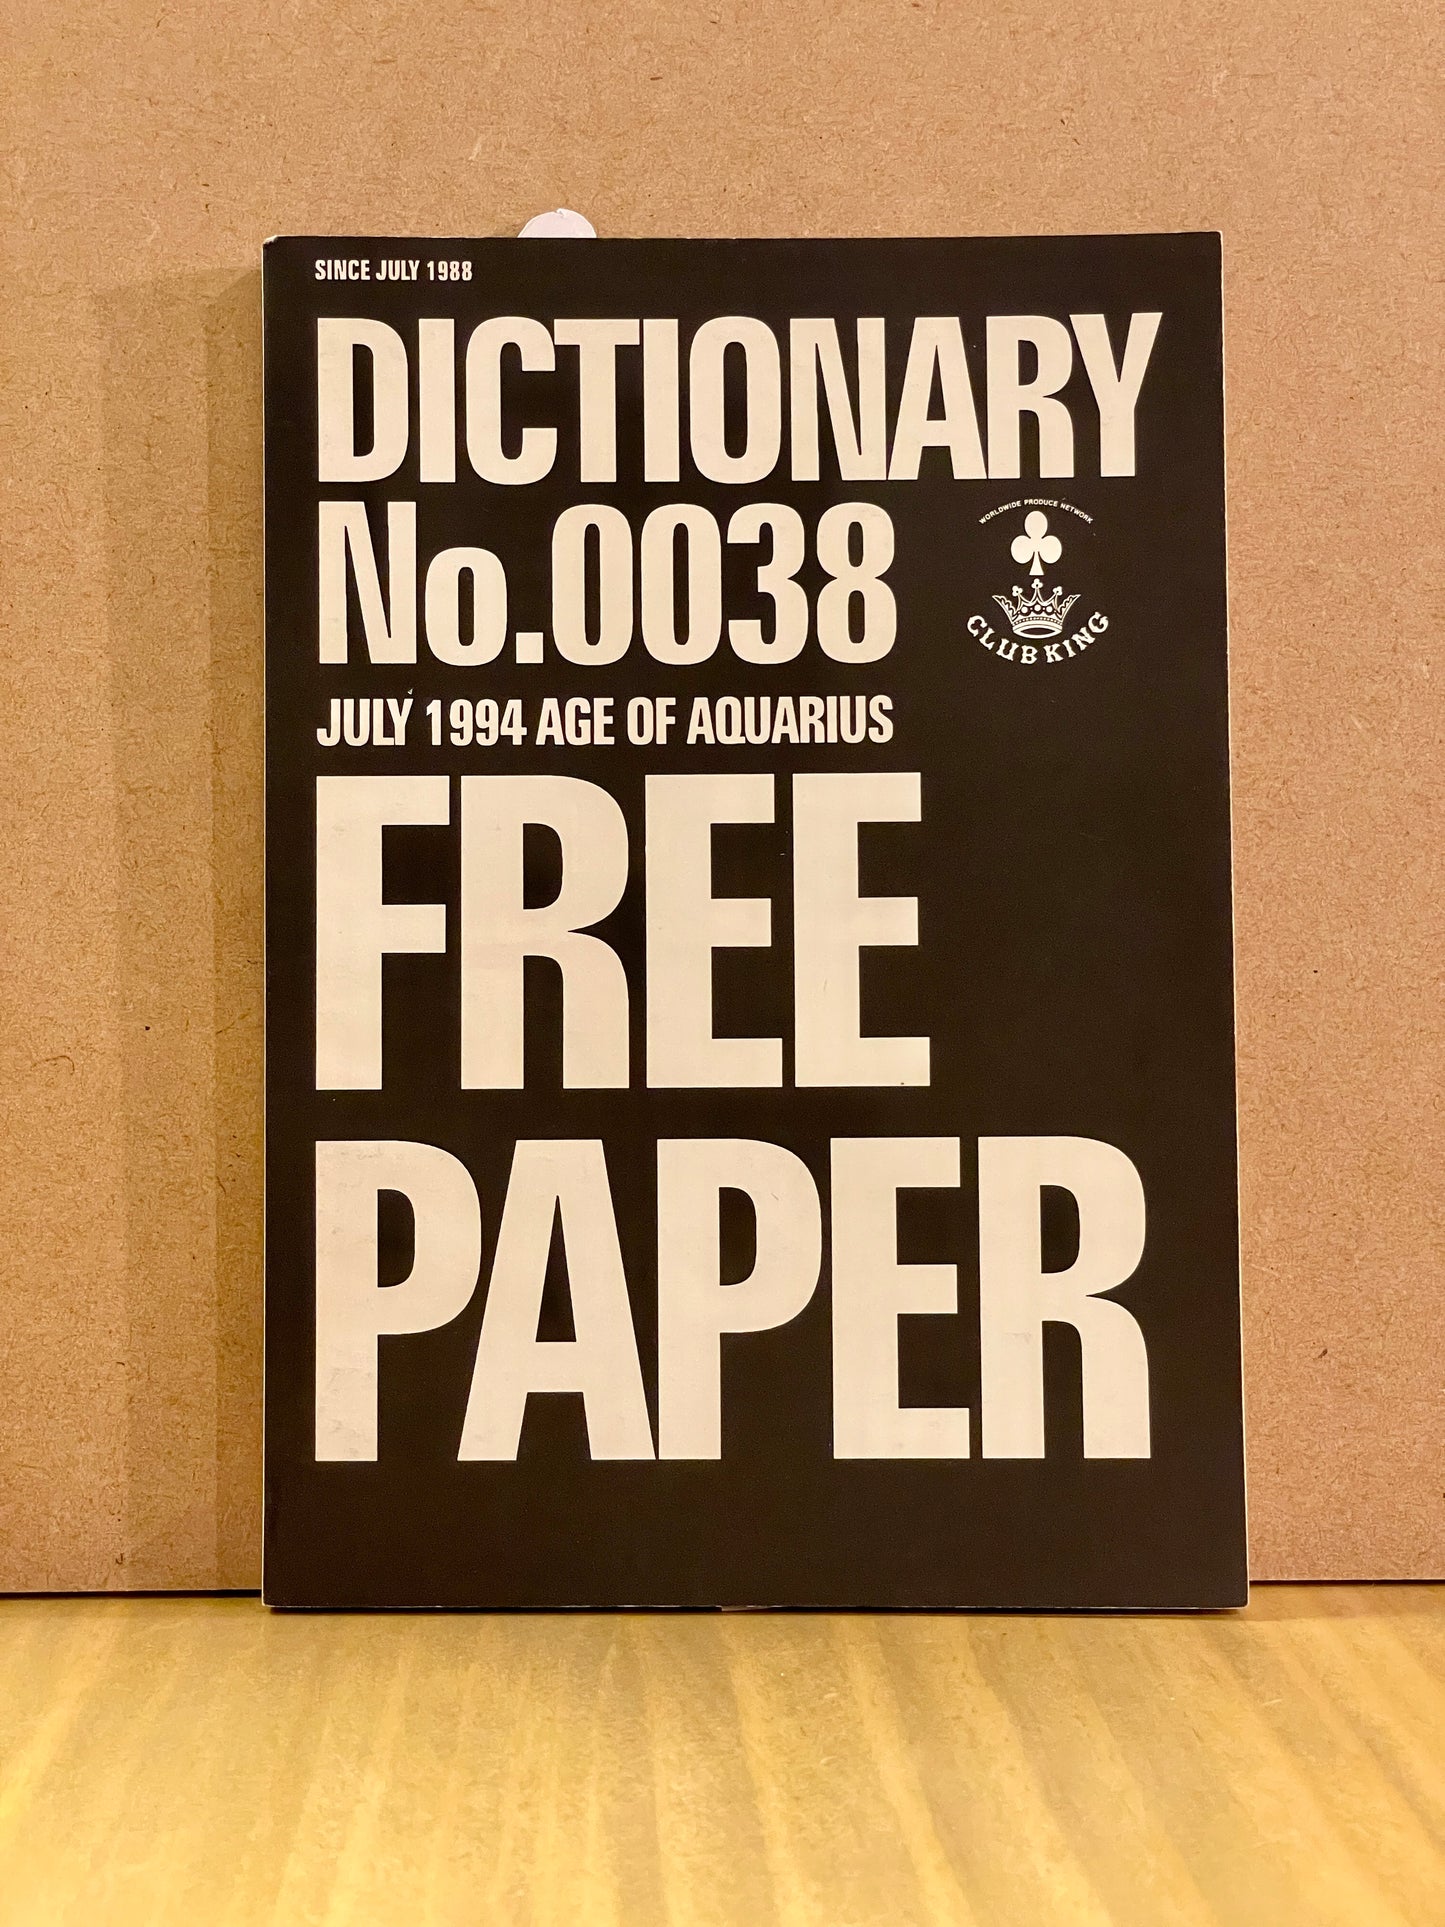 SINCE JULY 1988
DICTIONARY
No.0038
WORLDWIDE PRODUCE NETWORK
CLUB KING
JULY 1994 AGE OF AQUARIUS
FREE
PAPER